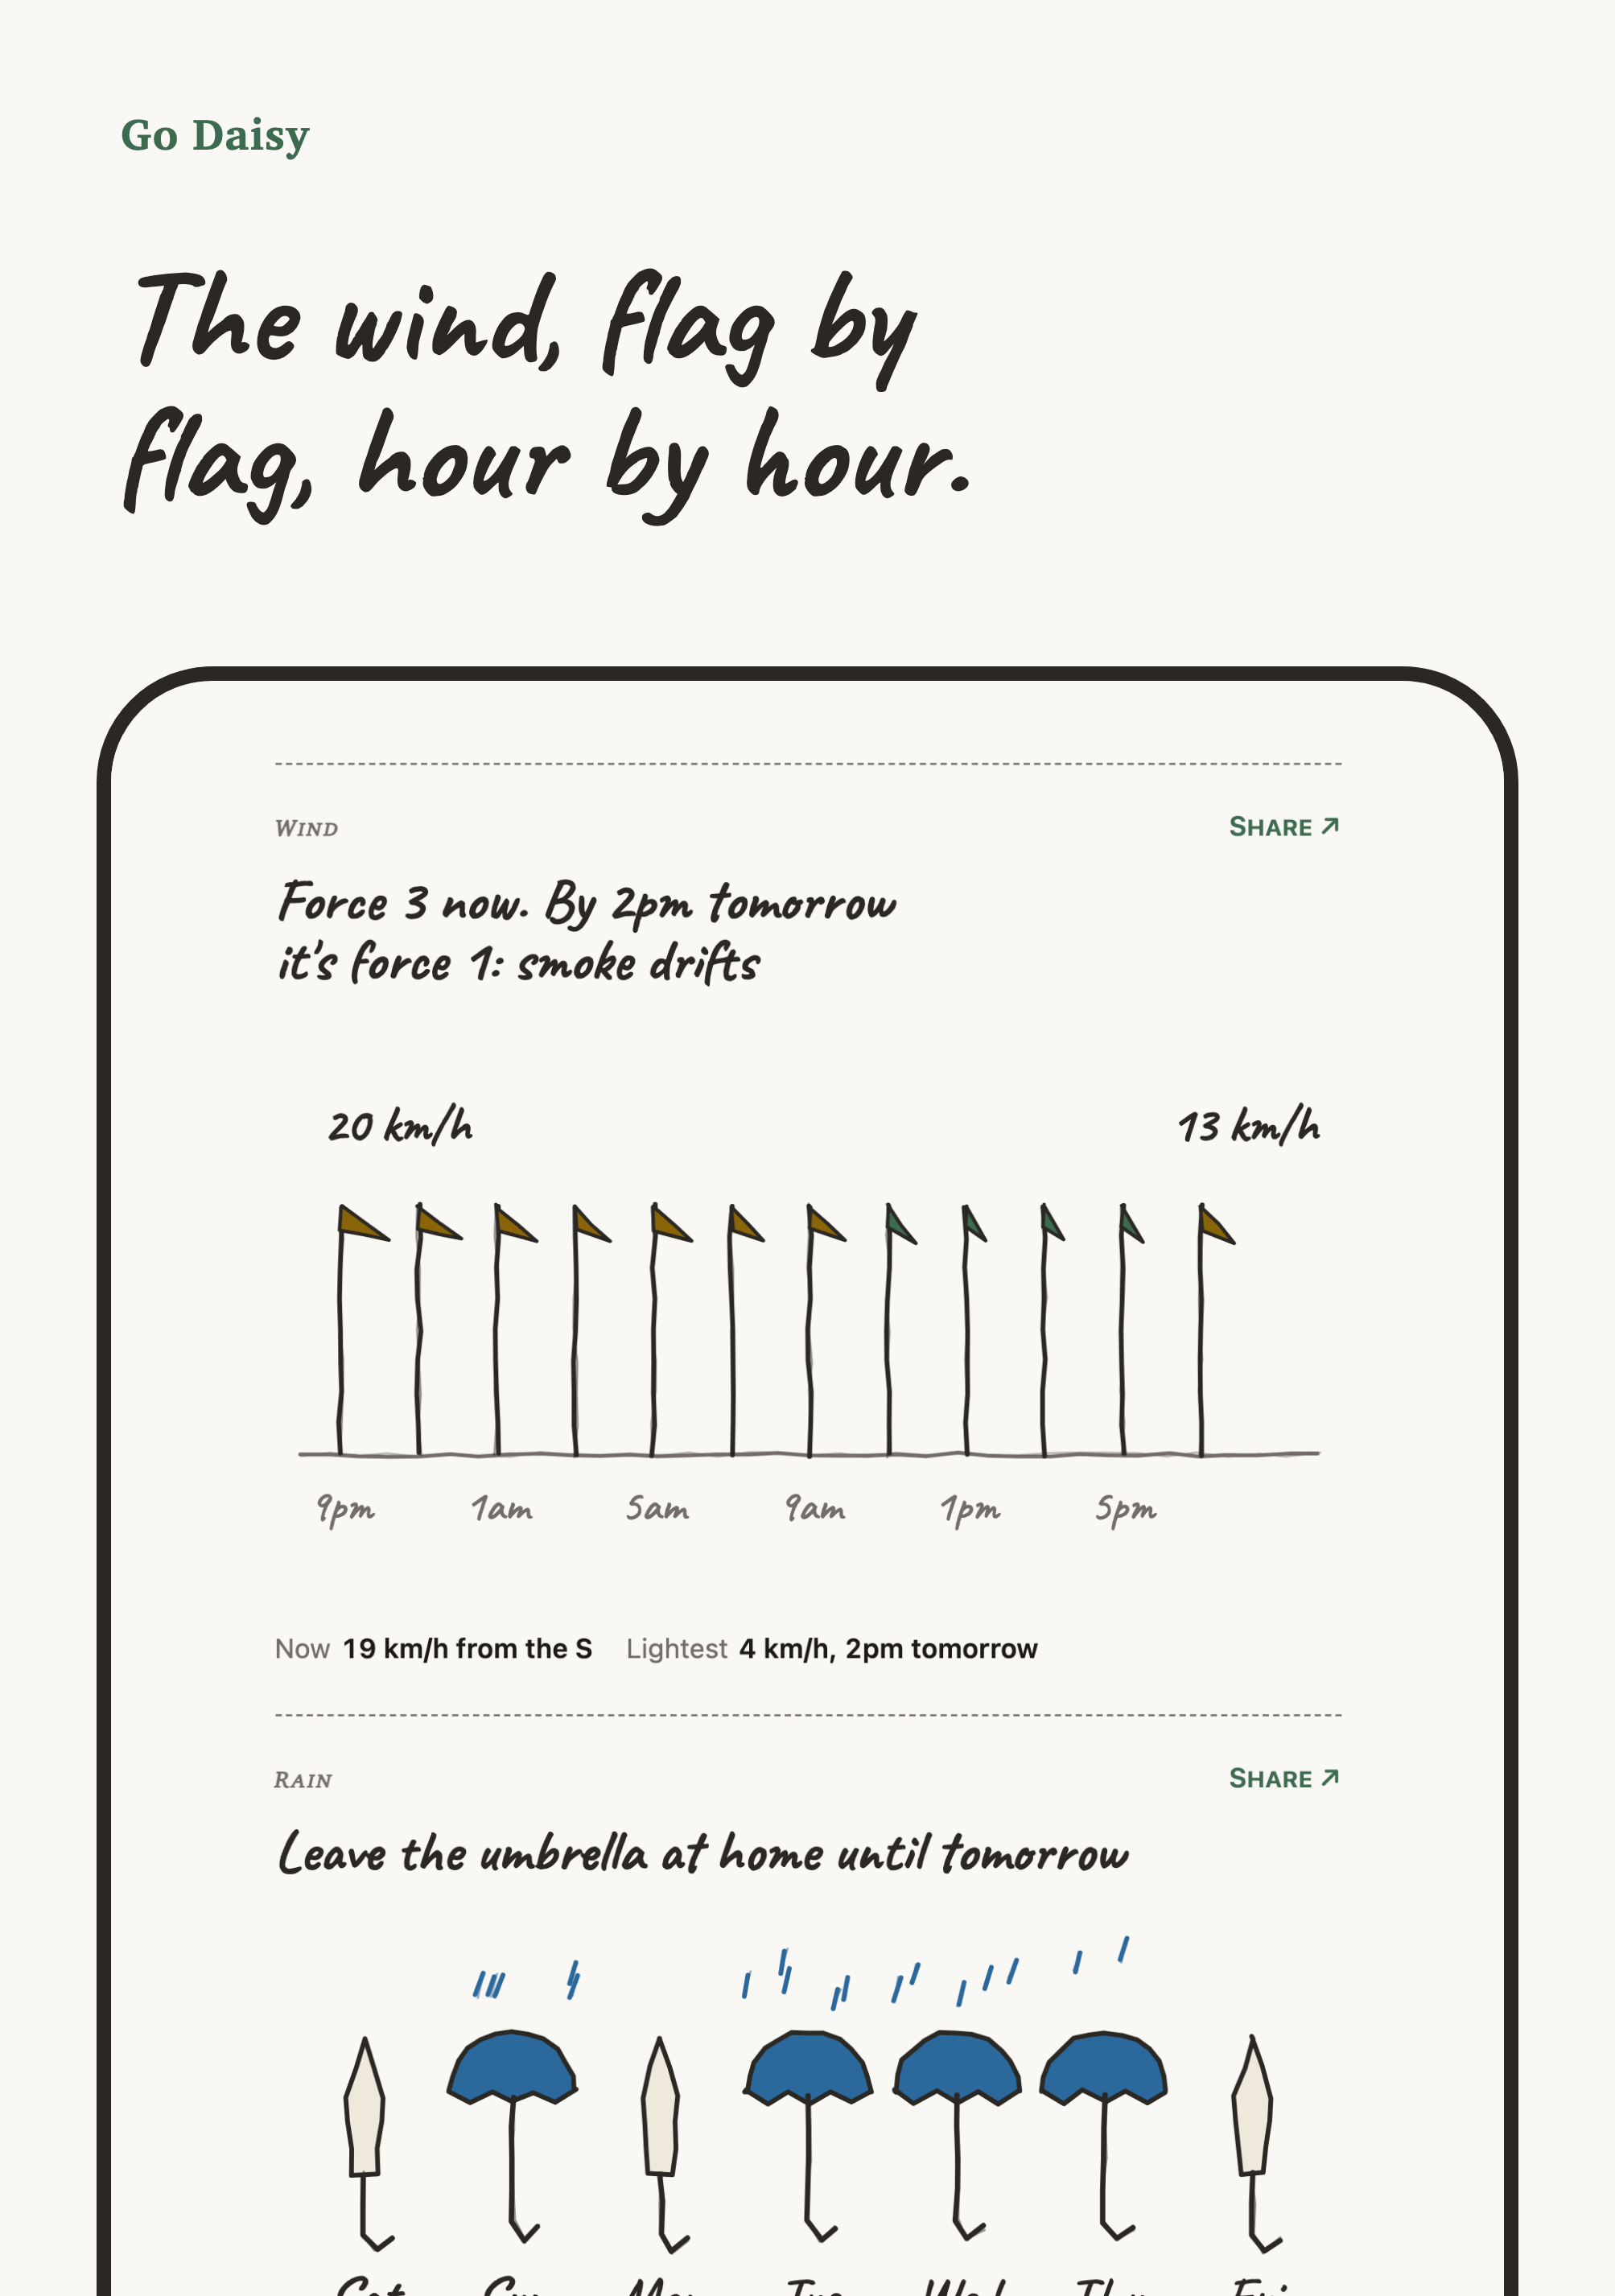 Go Daisy
The wind, flag by
flag, hour by hour.
WIND
SHARE ↗
Force 3 now. By 2pm tomorrow
it's force 1: smoke drifts
20 km/h
13 km/h
9pm 1am 5am 9am 1pm 5pm
Now 19 km/h from the S Lightest 4 km/h, 2pm tomorrow
RAIN
SHARE ↗
Leave the umbrella at home until tomorrow